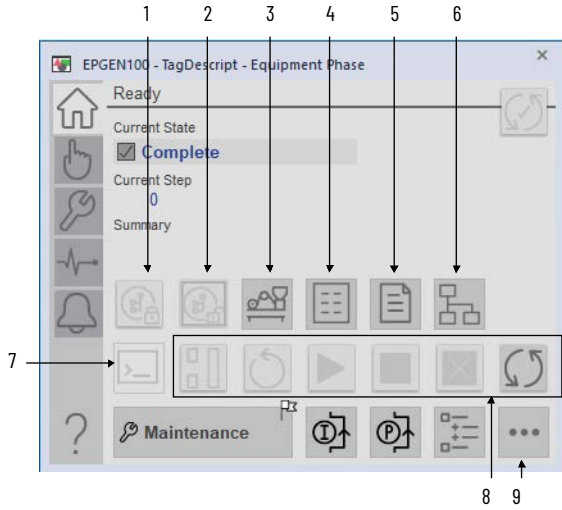 1 2 3 4 5 6
EPGEN100 - TagDescript - Equipment Phase
Ready
Current State
Complete
Current Step
0
Summary
7
Maintenance
I
P
?
8 9